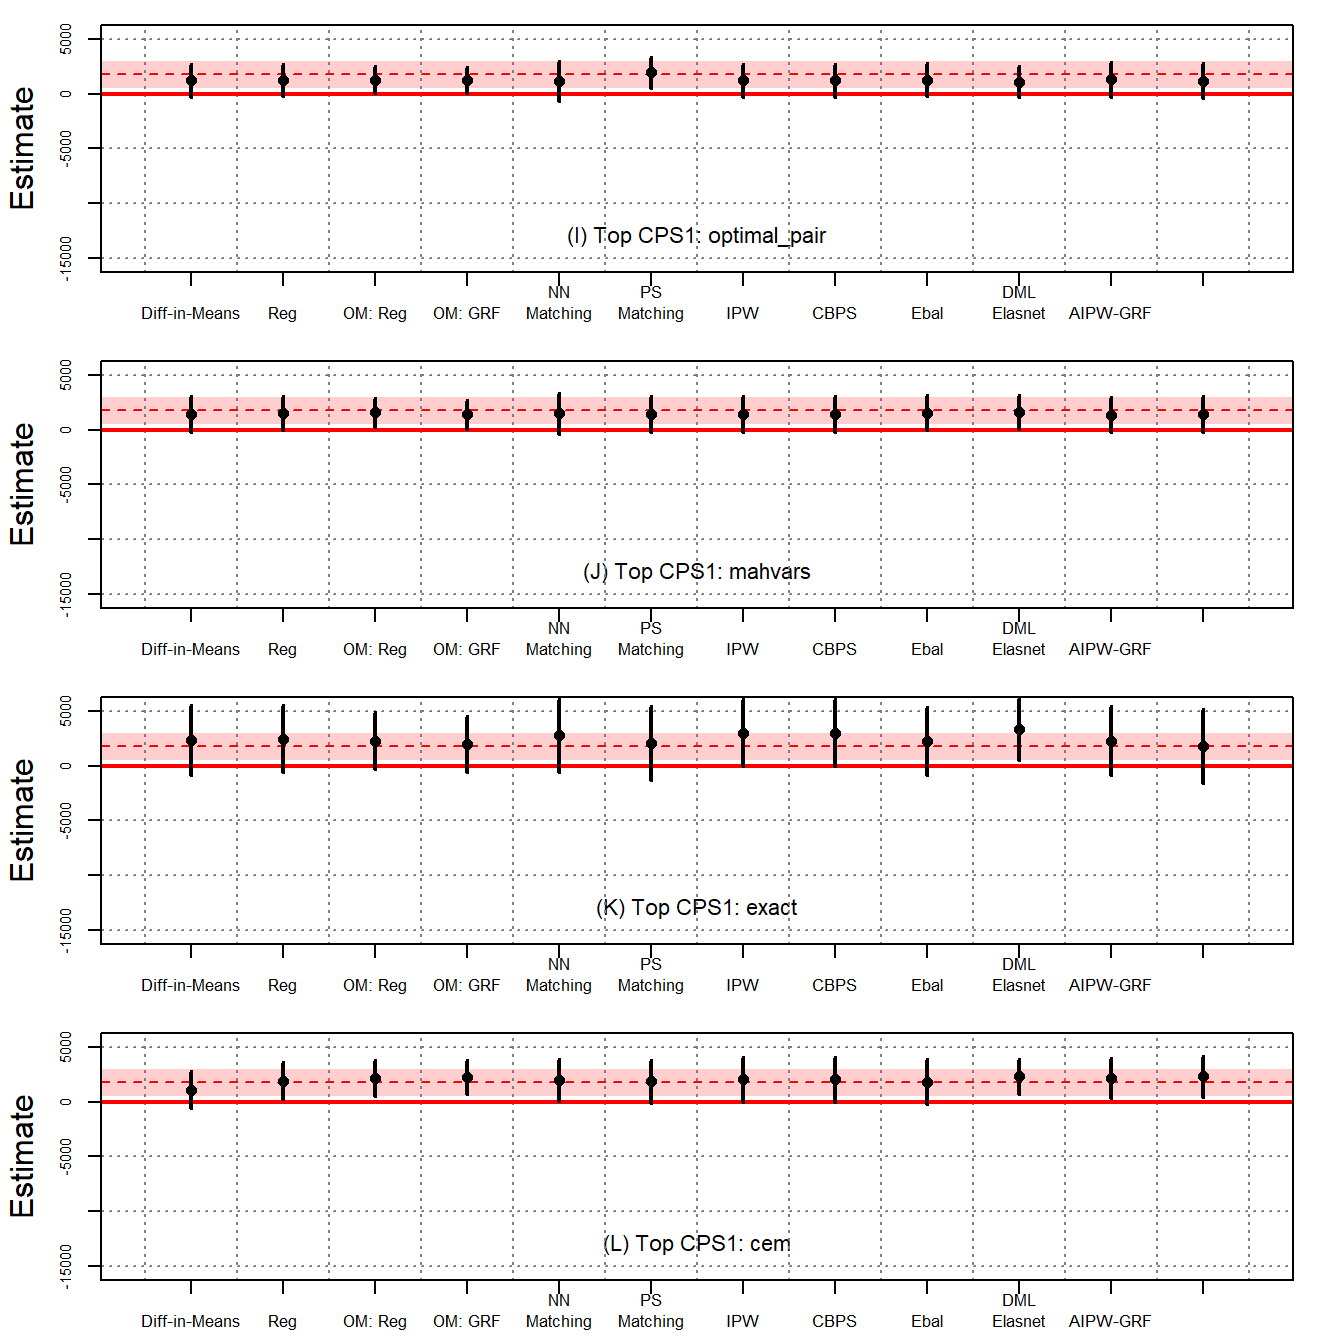 5000
0
-5000
-15000
Estimate
(I) Top CPS1: optimal_pair
NN PS DML
Diff-in-Means Reg OM: Reg OM: GRF Matching Matching IPW CBPS Ebal Elasnet AIPW-GRF
5000
0
-5000
-15000
Estimate
(J) Top CPS1: mahvars
NN PS DML
Diff-in-Means Reg OM: Reg OM: GRF Matching Matching IPW CBPS Ebal Elasnet AIPW-GRF
5000
0
-5000
-15000
Estimate
(K) Top CPS1: exact
NN PS DML
Diff-in-Means Reg OM: Reg OM: GRF Matching Matching IPW CBPS Ebal Elasnet AIPW-GRF
5000
0
-5000
-15000
Estimate
(L) Top CPS1: cem
NN PS DML
Diff-in-Means Reg OM: Reg OM: GRF Matching Matching IPW CBPS Ebal Elasnet AIPW-GRF